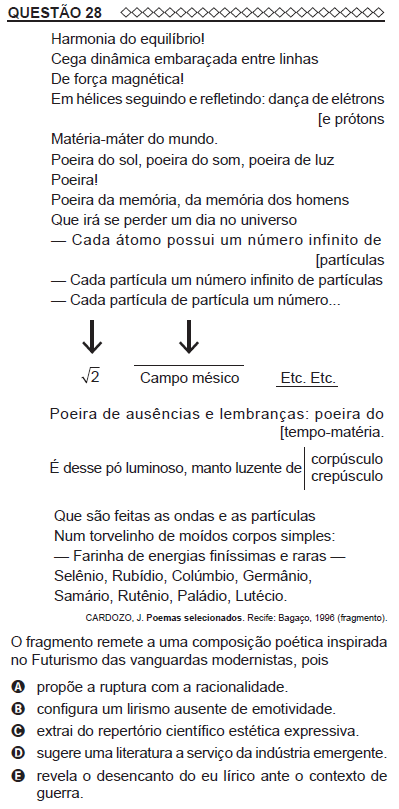 QUESTÃO 28
Harmonia do equilíbrio!
Cega dinâmica embaraçada entre linhas
De força magnética!
Em hélices seguindo e refletindo: dança de elétrons
[e prótons
Matéria-máter do mundo.
Poeira do sol, poeira do som, poeira de luz
Poeira!
Poeira da memória, da memória dos homens
Que irá se perder um dia no universo
— Cada átomo possui um número infinito de
[partículas
— Cada partícula um número infinito de partículas
— Cada partícula de partícula um número...
√2 Campo mésico Etc. Etc.
Poeira de ausências e lembranças: poeira do
[tempo-matéria.
É desse pó luminoso, manto luzente de
corpúsculo
crepúsculo
Que são feitas as ondas e as partículas
Num torvelinho de moídos corpos simples:
— Farinha de energias finíssimas e raras —
Selênio, Rubídio, Colúmbio, Germânio,
Samário, Rutênio, Paládio, Lutécio.
CARDOZO, J. Poemas selecionados. Recife: Bagaço, 1996 (fragmento).
O fragmento remete a uma composição poética inspirada
no Futurismo das vanguardas modernistas, pois
A propõe a ruptura com a racionalidade.
B configura um lirismo ausente de emotividade.
C extrai do repertório científico estética expressiva.
D sugere uma literatura a serviço da indústria emergente.
E revela o desencanto do eu lírico ante o contexto de
guerra.